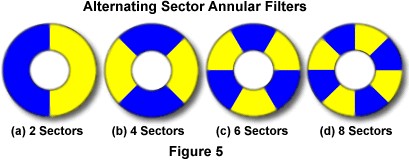 Alternating Sector Annular Filters
(a) 2 Sectors (b) 4 Sectors (c) 6 Sectors (d) 8 Sectors
Figure 5